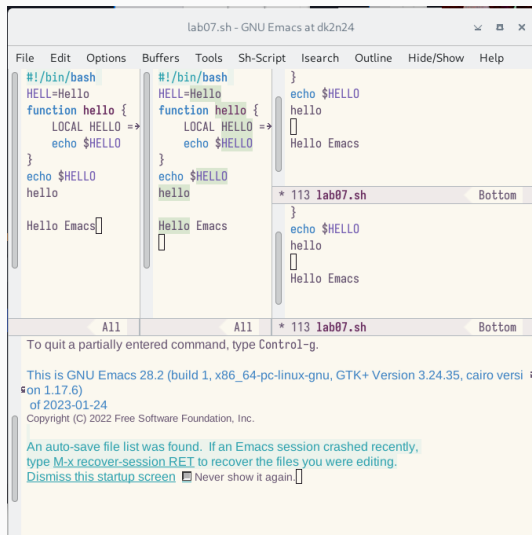 lab07.sh - GNU Emacs at dk2n24
File Edit Options Buffers Tools Sh-Script Isearch Outline Hide/Show Help
#!/bin/bash
HELL=Hello
function hello {
LOCAL HELLO =
echo $HELLO
}
echo $HELLO
hello
Hello Emacs
All
#!/bin/bash
HELL=Hello
function hello {
LOCAL HELLO =
echo $HELLO
}
echo $HELLO
hello
Hello Emacs
All
}
echo $HELLO
hello
Hello Emacs
* 113 lab07.sh Bottom
}
echo $HELLO
hello
Hello Emacs
* 113 lab07.sh Bottom
To quit a partially entered command, type Control-g.
This is GNU Emacs 28.2 (build 1, x86_64-pc-linux-gnu, GTK+ Version 3.24.35, cairo versi
on 1.17.6)
of 2023-01-24
Copyright (C) 2022 Free Software Foundation, Inc.
An auto-save file list was found. If an Emacs session crashed recently,
type M-x recover-session RET to recover the files you were editing.
Dismiss this startup screen Never show it again.